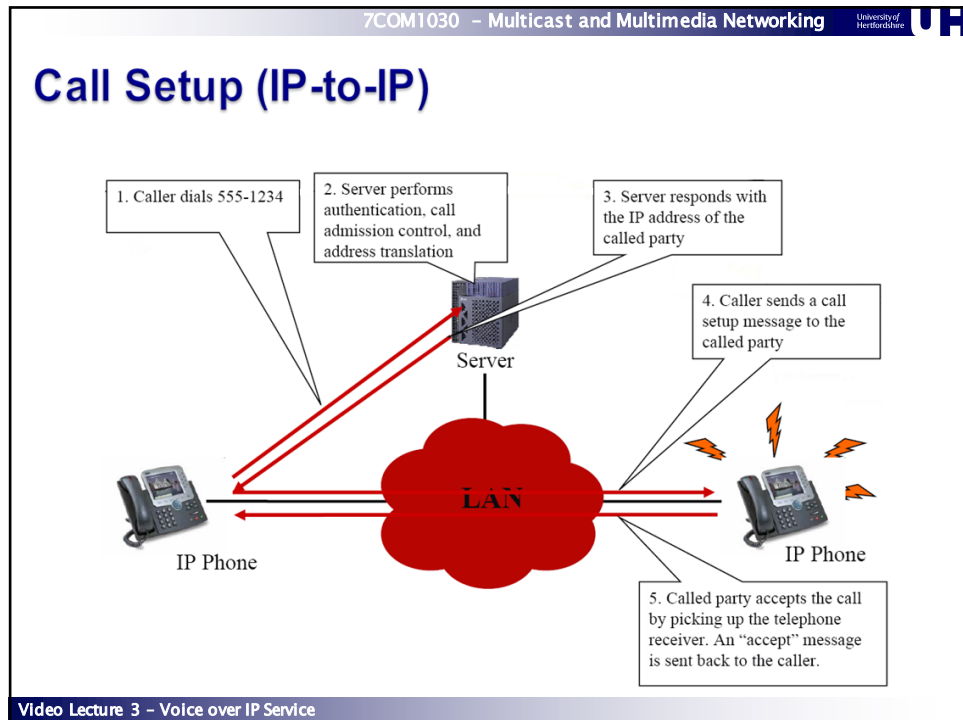 7COM1030 – Multicast and Multimedia Networking
University of
Hertfordshire
UH
Call Setup (IP-to-IP)
1. Caller dials 555-1234
2. Server performs
authentication, call
admission control, and
address translation
3. Server responds with
the IP address of the
called party
4. Caller sends a call
setup message to the
called party
Server
LAN
IP Phone
IP Phone
5. Called party accepts the call
by picking up the telephone
receiver. An “accept” message
is sent back to the caller.
Video Lecture 3 – Voice over IP Service